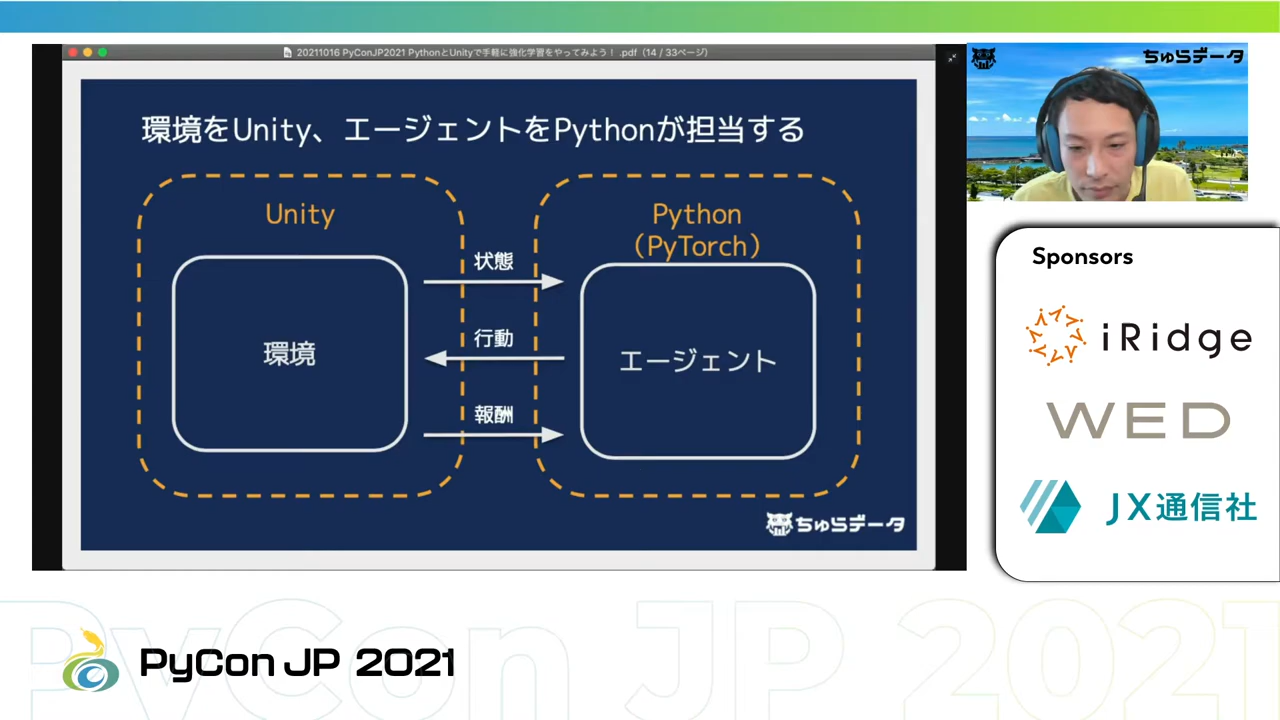 20211016 PyConJP2021 PythonとUnityで手軽に強化学習をやってみよう！ .pdf（14 / 33ページ）
環境をUnity、エージェントをPythonが担当する
Unity
Python
（PyTorch）
状態
環境
行動
エージェント
報酬
ちゅらデータ
ちゅらデータ
Sponsors
iRidge
WED
JX通信社
PyCon JP 2021
PyCon JP 2021